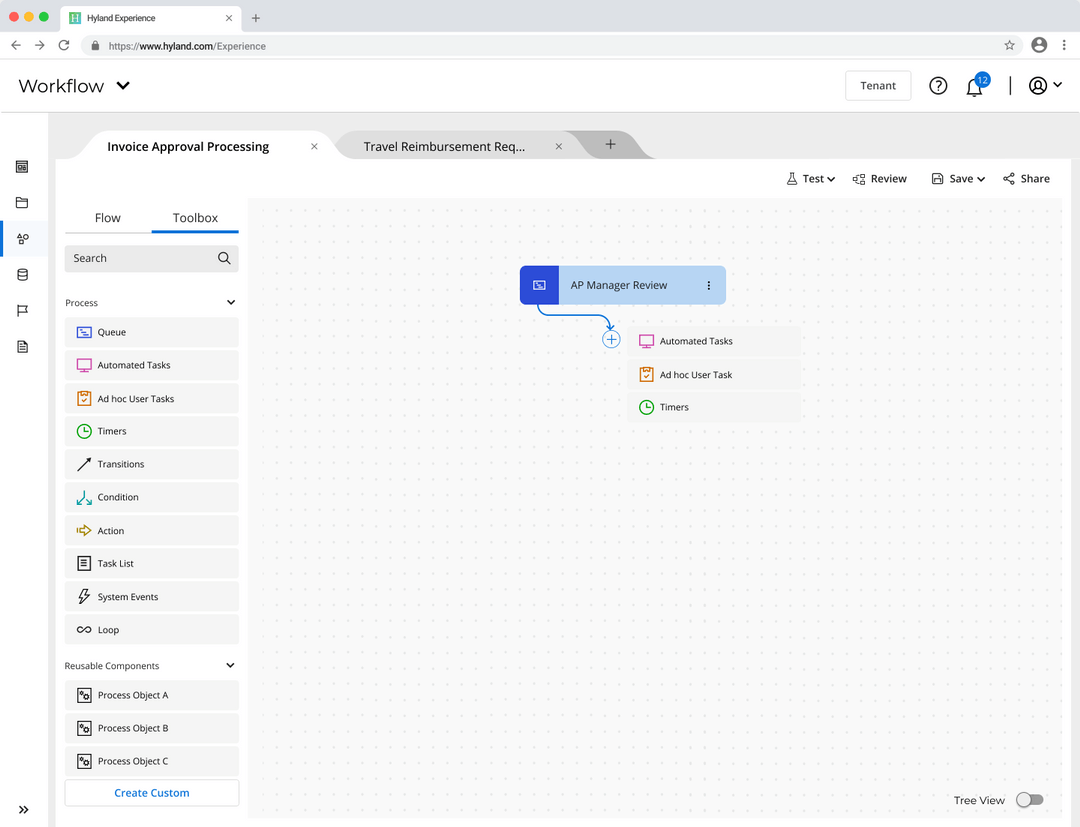 Hyland Experience
https://www.hyland.com/Experience
Workflow
Tenant
12
Invoice Approval Processing
Travel Reimbursement Req...
Test
Review
Save
Share
Flow
Toolbox
Search
Process
Queue
Automated Tasks
Ad hoc User Tasks
Timers
Transitions
Condition
Action
Task List
System Events
Loop
Reusable Components
Process Object A
Process Object B
Process Object C
Create Custom
AP Manager Review
Automated Tasks
Ad hoc User Task
Timers
Tree View